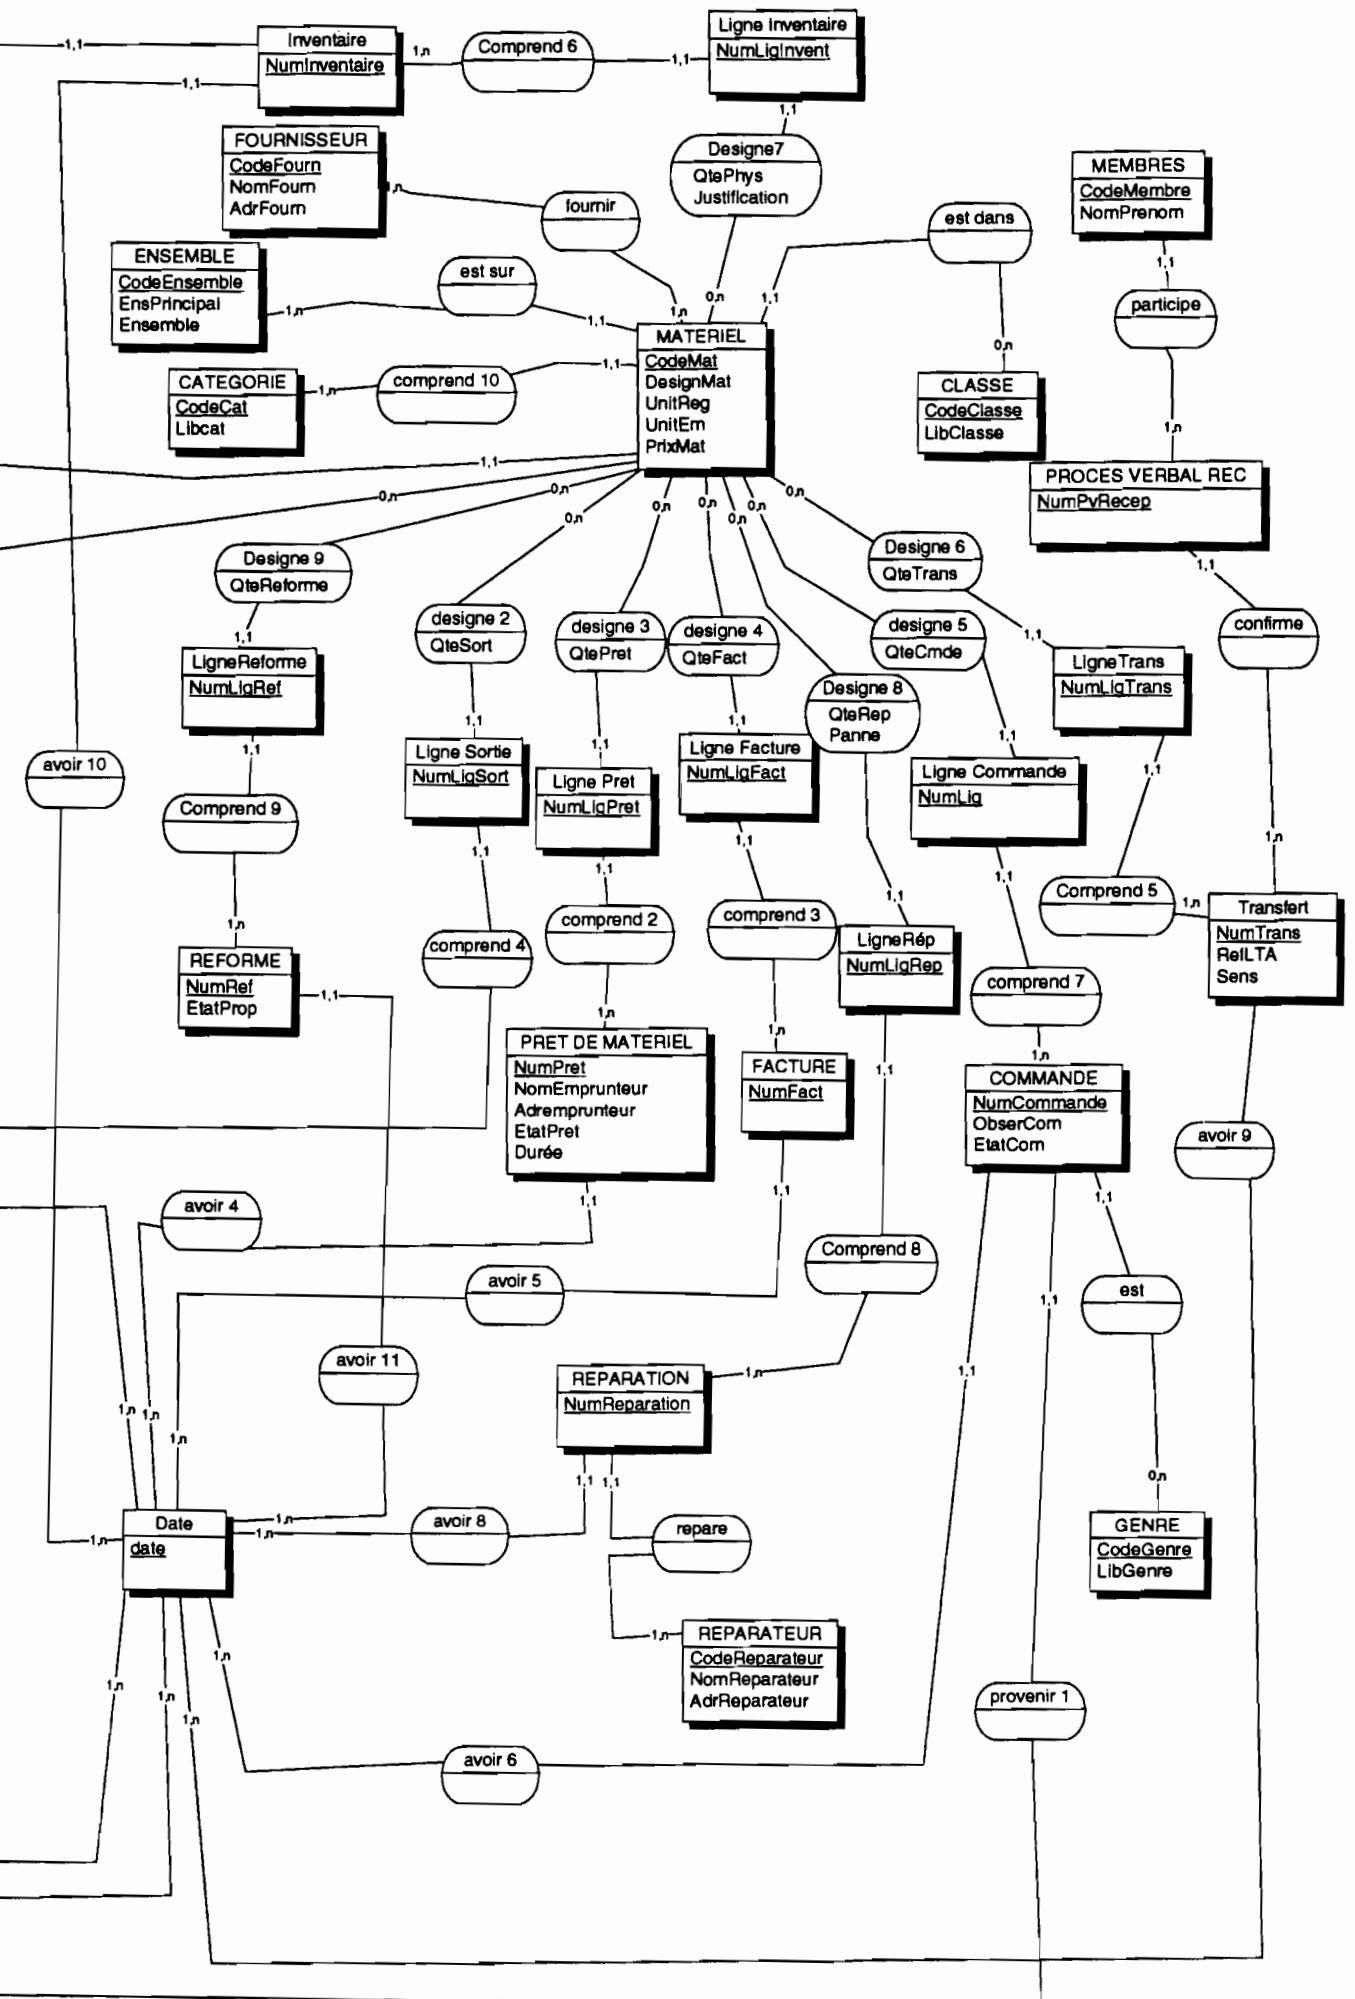 1,1
Inventaire
NumInventaire
1,n
Comprend 6
1,1
Ligne Inventaire
NumLigInvent
1,1
1,1
FOURNISSEUR
CodeFourn
NomFourn
AdrFourn
1,n
fournir
1,n
Designe7
QtePhys
Justification
0,n
est dans
1,1
0,n
MEMBRES
CodeMembre
NomPrenom
1,1
participe
1,n
ENSEMBLE
CodeEnsemble
EnsPrincipal
Ensemble
1,n
est sur
1,1
MATERIEL
CodeMat
DesignMat
UnitReg
UnitEm
PrixMat
CATEGORIE
CodeCat
Libcat
1,n
comprend 10
1,1
CLASSE
CodeClasse
LibClasse
PROCES VERBAL REC
NumPvRecep
1,1
confirme
1,n
1,1
0,n
0,n
0,n
0,n
0,n
0,n
0,n
0,n
Designe 9
QteReforme
1,1
LigneReforme
NumLigRef
1,1
Comprend 9
1,n
REFORME
NumRef
EtatProp
1,1
avoir 10
designe 2
QteSort
1,1
Ligne Sortie
NumLigSort
1,1
comprend 4
designe 3
QtePret
1,1
Ligne Pret
NumLigPret
1,1
comprend 2
1,n
PRET DE MATERIEL
NumPret
NomEmprunteur
Adremprunteur
EtatPret
Durée
1,1
designe 4
QteFact
1,1
Ligne Facture
NumLigFact
1,1
comprend 3
1,n
FACTURE
NumFact
1,1
Designe 8
QteRep
Panne
1,1
LigneRép
NumLigRep
1,1
Comprend 8
1,n
designe 5
QteCmde
1,1
Ligne Commande
NumLig
1,1
comprend 7
1,n
COMMANDE
NumCommande
ObserCom
EtatCom
1,1
1,1
1,1
Designe 6
QteTrans
1,1
LigneTrans
NumLigTrans
1,1
Comprend 5
1,n
Transfert
NumTrans
RefLTA
Sens
avoir 9
est
0,n
GENRE
CodeGenre
LibGenre
avoir 4
avoir 5
avoir 11
REPARATION
NumReparation
1,1
1,1
1,n
1,n
1,n
Date
date
1,n
1,n
1,n
avoir 8
repare
1,n
REPARATEUR
CodeReparateur
NomReparateur
AdrReparateur
1,n
1,n
1,n
1,n
avoir 6
provenir 1